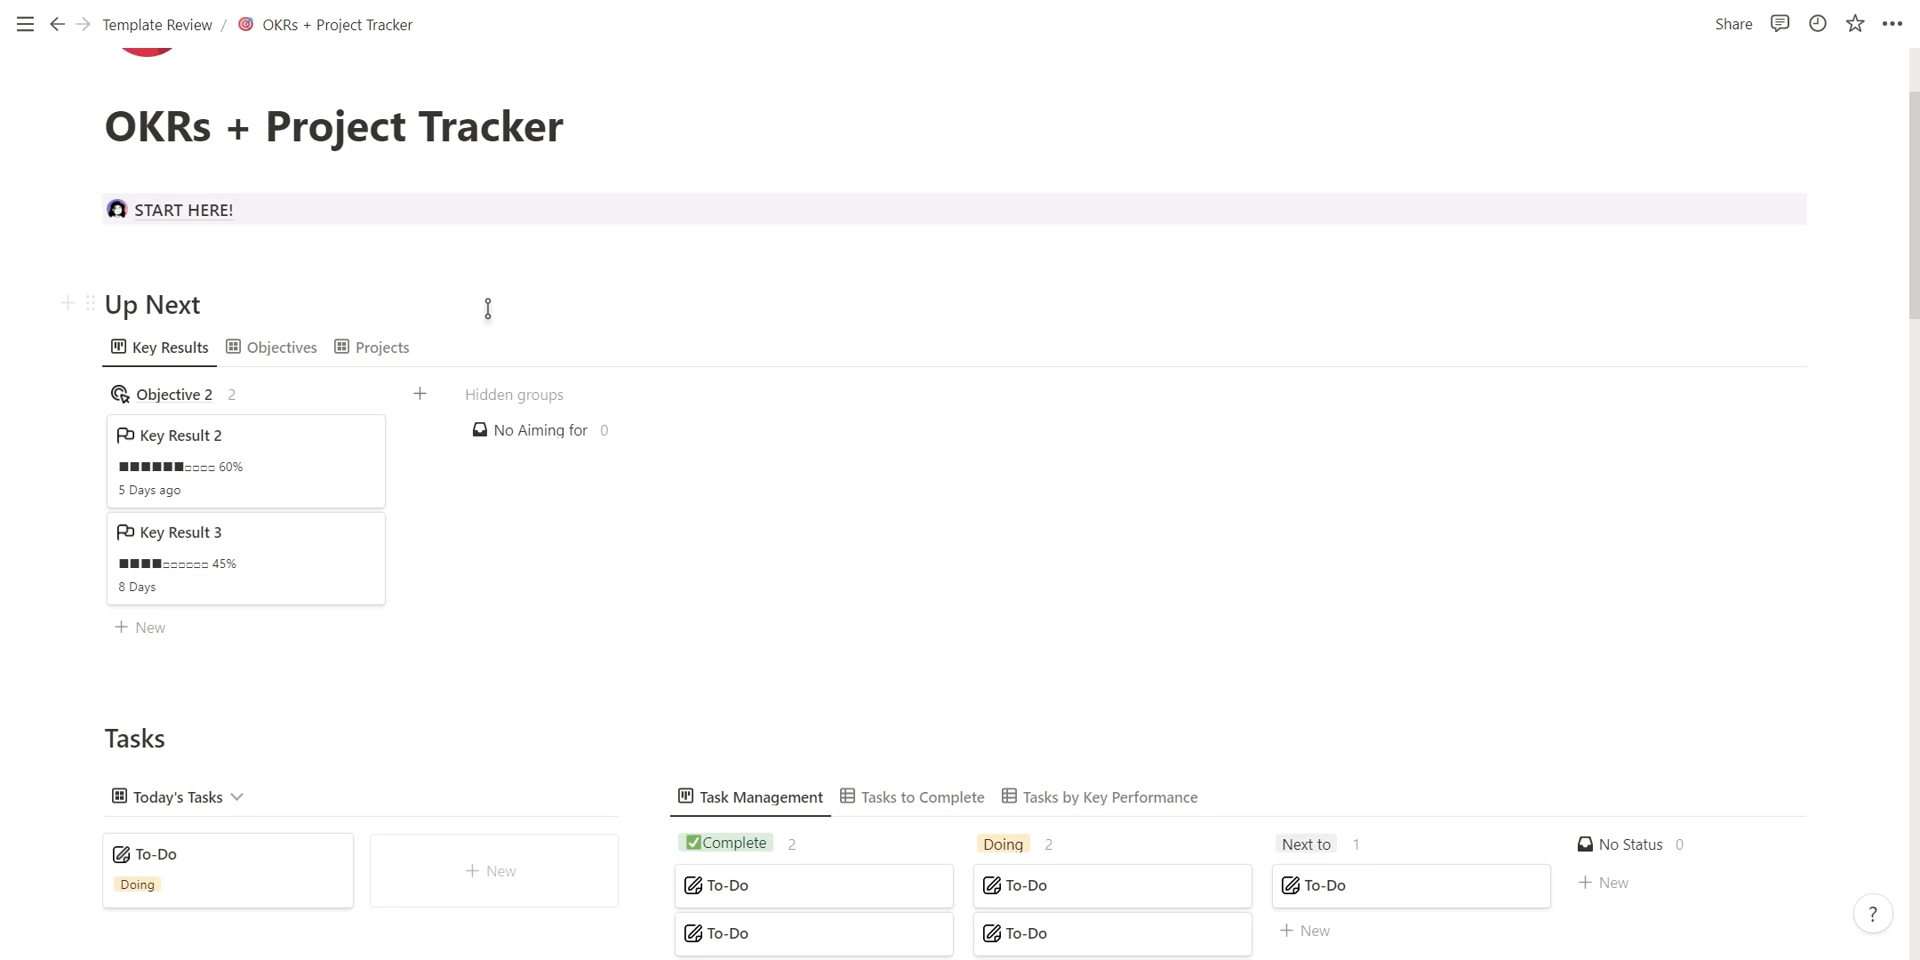 Template Review / OKRs + Project Tracker
Share
OKRs + Project Tracker
START HERE!
Up Next
Key Results Objectives Projects
Objective 2 2
Hidden groups
Key Result 2
■■■■■■□□□□ 60%
5 Days ago
No Aiming for 0
Key Result 3
■■■■□□□□□□ 45%
8 Days
+ New
Tasks
Today's Tasks
To-Do
Doing
+ New
Task Management Tasks to Complete Tasks by Key Performance
✅Complete 2
To-Do
To-Do
Doing 2
To-Do
To-Do
Next to 1
To-Do
+ New
No Status 0
+ New
?